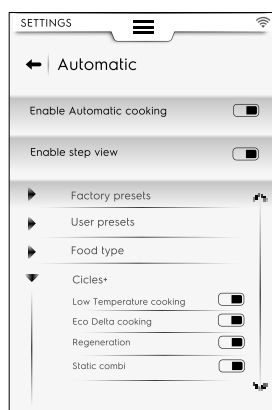 SETTINGS
Automatic
Enable Automatic cooking
Enable step view
Factory presets
User presets
Food type
Cicles+
Low Temperature cooking
Eco Delta cooking
Regeneration
Static combi